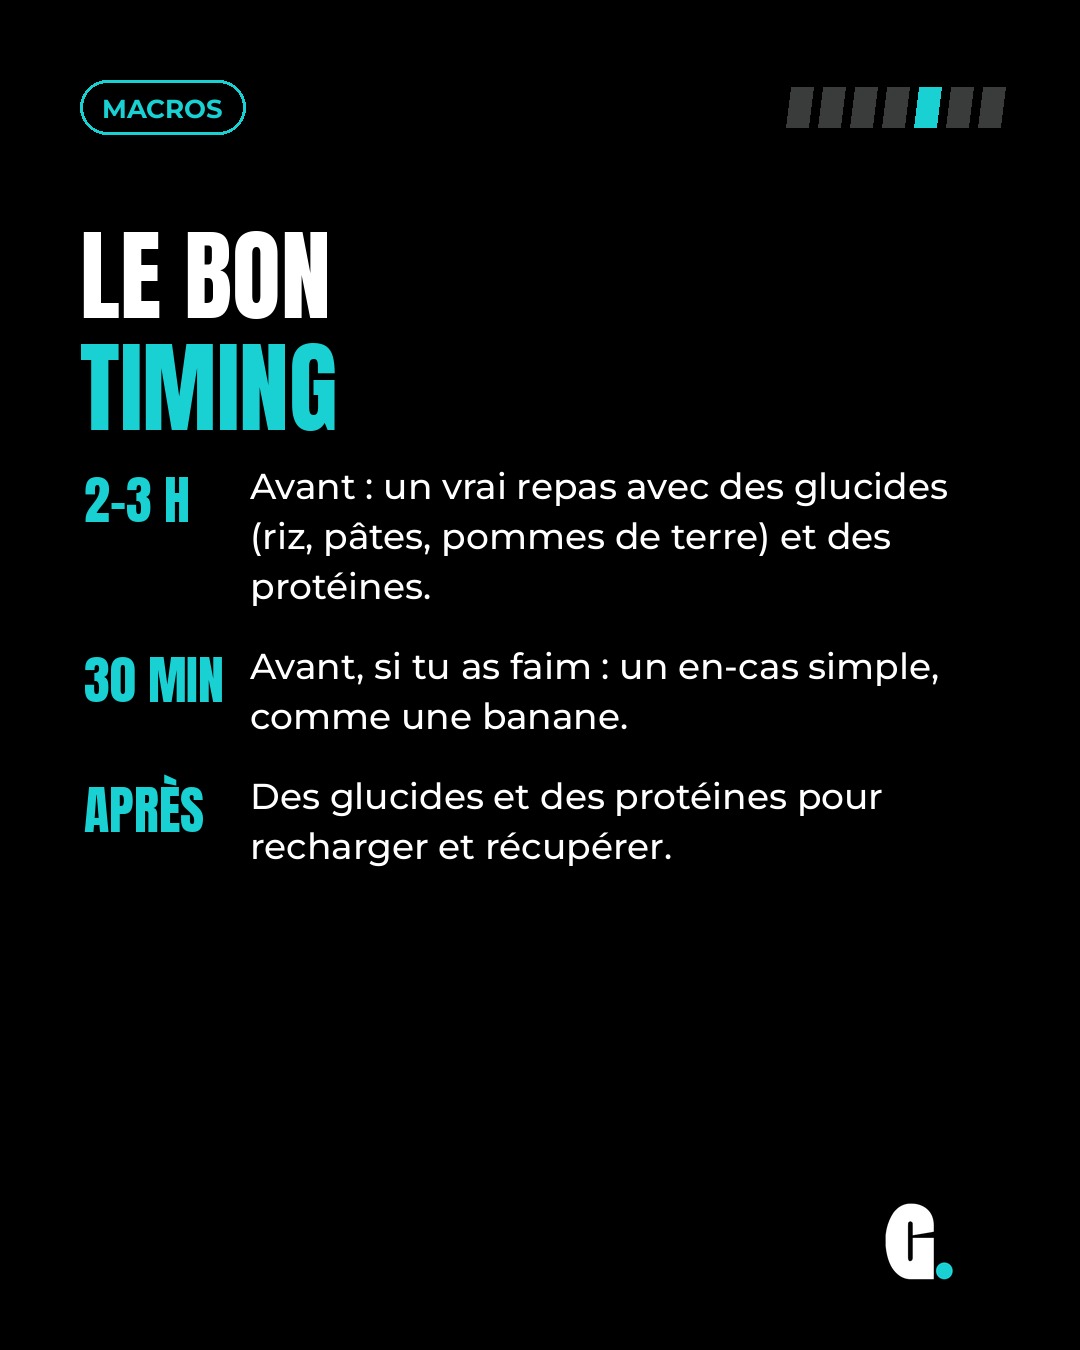 MACROS
LE BON
TIMING
2-3 H
Avant : un vrai repas avec des glucides
(riz, pâtes, pommes de terre) et des
protéines.
30 MIN
Avant, si tu as faim : un en-cas simple,
comme une banane.
APRÈS
Des glucides et des protéines pour
recharger et récupérer.
G.